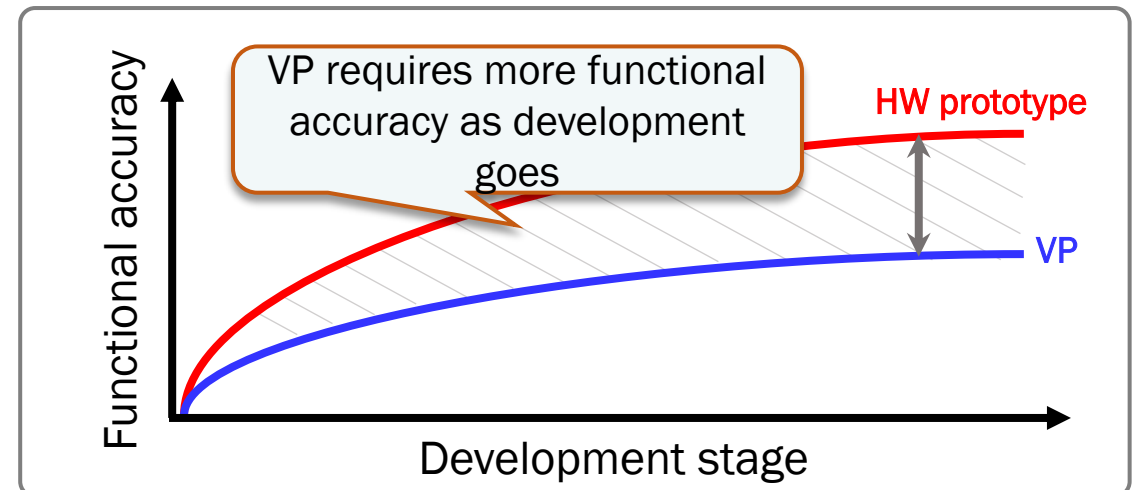 VP requires more functional
accuracy as development
goes
HW prototype
VP
Functional accuracy
Development stage